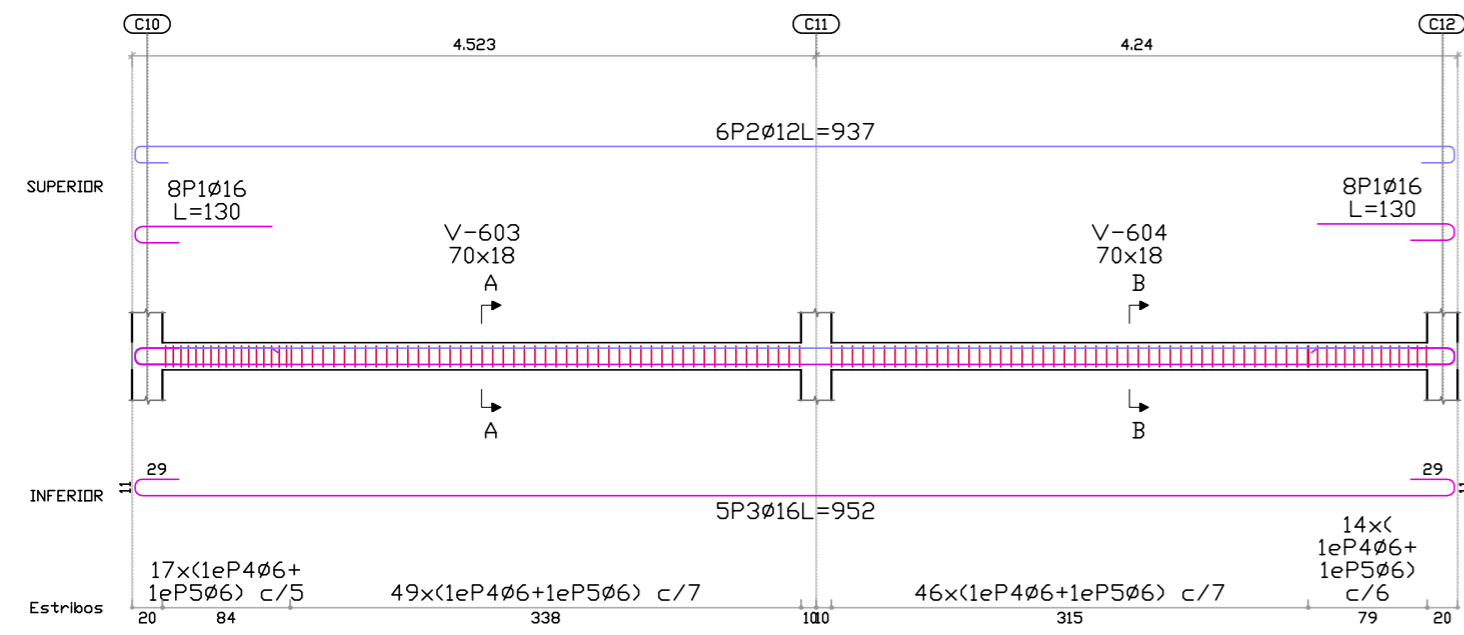 C10
C11
C12
4.523
4.24
6P2Ø12L=937
SUPERIOR
8P1Ø16
L=130
8P1Ø16
L=130
V-603
70x18
V-604
70x18
A
B
A
B
29
29
11
INFERIOR
5P3Ø16L=952
17x(1eP4Ø6+
1eP5Ø6) c/5
49x(1eP4Ø6+1eP5Ø6) c/7
46x(1eP4Ø6+1eP5Ø6) c/7
14x(
1eP4Ø6+
1eP5Ø6)
c/6
Estribos
20
84
338
10
10
315
79
20